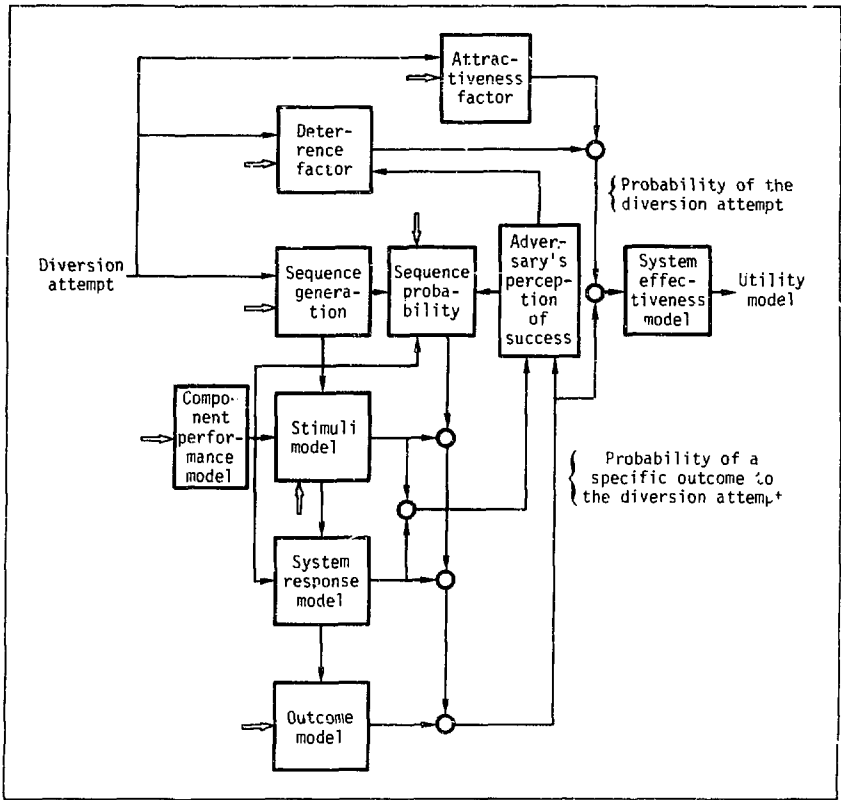 Attrac-
tiveness
factor
Deter-
rence
factor
Probability of the
diversion attempt
Diversion
attempt
Sequence
genera-
tion
Sequence
proba-
bility
Adver-
sary's
percep-
tion
of
success
System
effec-
tiveness
model
Utility
model
Compo-
nent
perfor-
mance
model
Stimuli
model
Probability of a
specific outcome to
the diversion attempt
System
response
model
Outcome
model